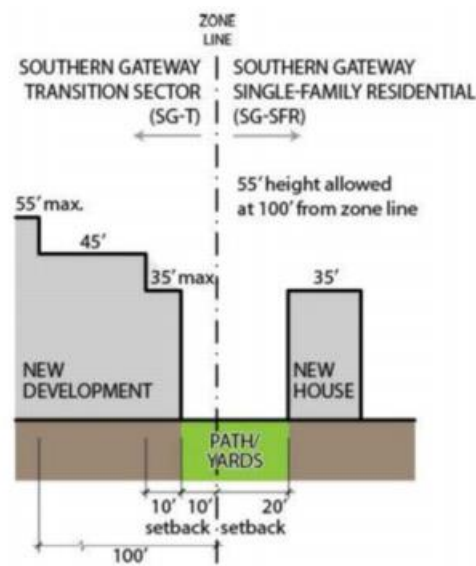 ZONE
LINE
SOUTHERN GATEWAY
TRANSITION SECTOR
(SG-T)
SOUTHERN GATEWAY
SINGLE-FAMILY RESIDENTIAL
(SG-SFR)
55' height allowed
at 100' from zone line
55' max.
45'
35' max
35'
NEW
DEVELOPMENT
NEW
HOUSE
PATH/
YARDS
10' 10' 20'
setback setback
100'